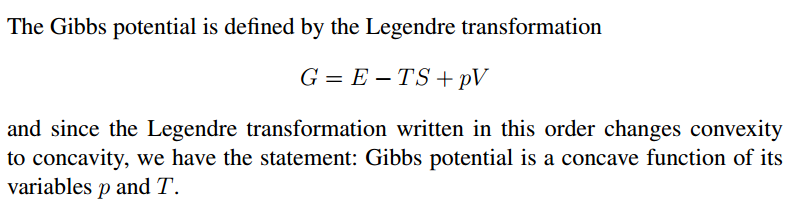 The Gibbs potential is defined by the Legendre transformation
G = E − TS + pV
and since the Legendre transformation written in this order changes convexity
to concavity, we have the statement: Gibbs potential is a concave function of its
variables p and T.